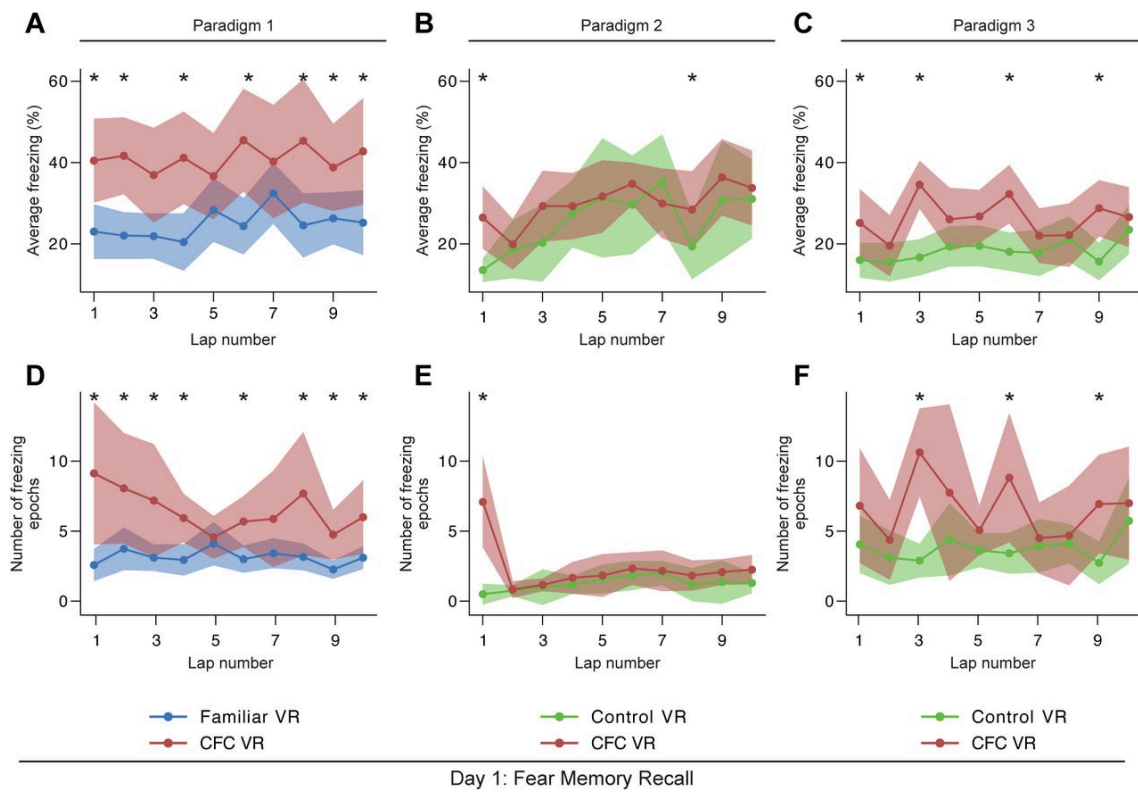 A Paradigm 1
B Paradigm 2
C Paradigm 3
Average freezing (%)
60
40
20
* * * * * * *
1 3 5 7 9
Lap number
Average freezing (%)
60
40
20
* *
1 3 5 7 9
Lap number
Average freezing (%)
60
40
20
* * * *
1 3 5 7 9
Lap number
D
Number of freezing
epochs
10
5
0
* * * * * * * *
1 3 5 7 9
Lap number
E
Number of freezing
epochs
10
5
0
*
1 3 5 7 9
Lap number
F
Number of freezing
epochs
10
5
0
* * *
1 3 5 7 9
Lap number
Familiar VR
CFC VR
Control VR
CFC VR
Control VR
CFC VR
Day 1: Fear Memory Recall